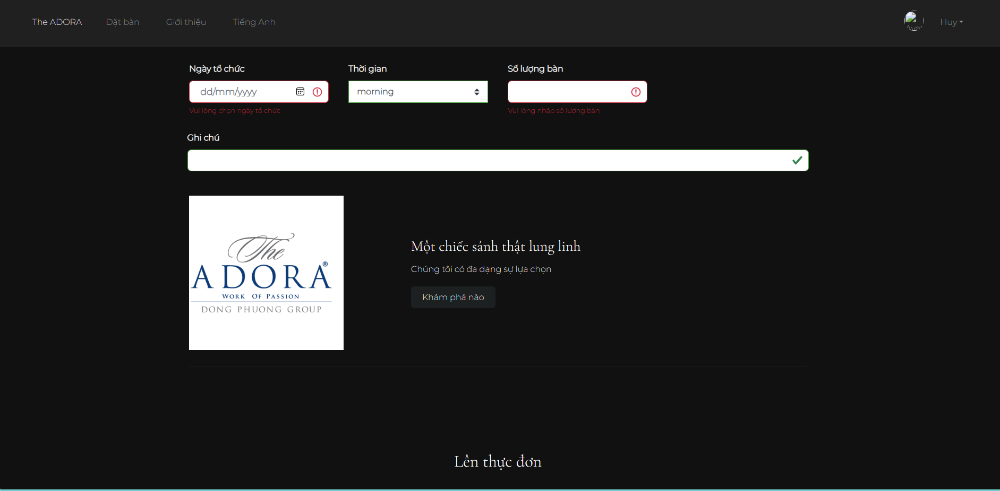 The ADORA Đặt bàn Giới thiệu Tiếng Anh Huy
Ngày tổ chức Thời gian Số lượng bàn
dd/mm/yyyy morning
Vui lòng chọn ngày tổ chức Vui lòng nhập số lượng bàn
Ghi chú
The
ADORA®
WORK OF PASSION
DONG PHUONG GROUP
Một chiếc sảnh thật lung linh
Chúng tôi có đa dạng sự lựa chọn
Khám phá nào
Lên thực đơn